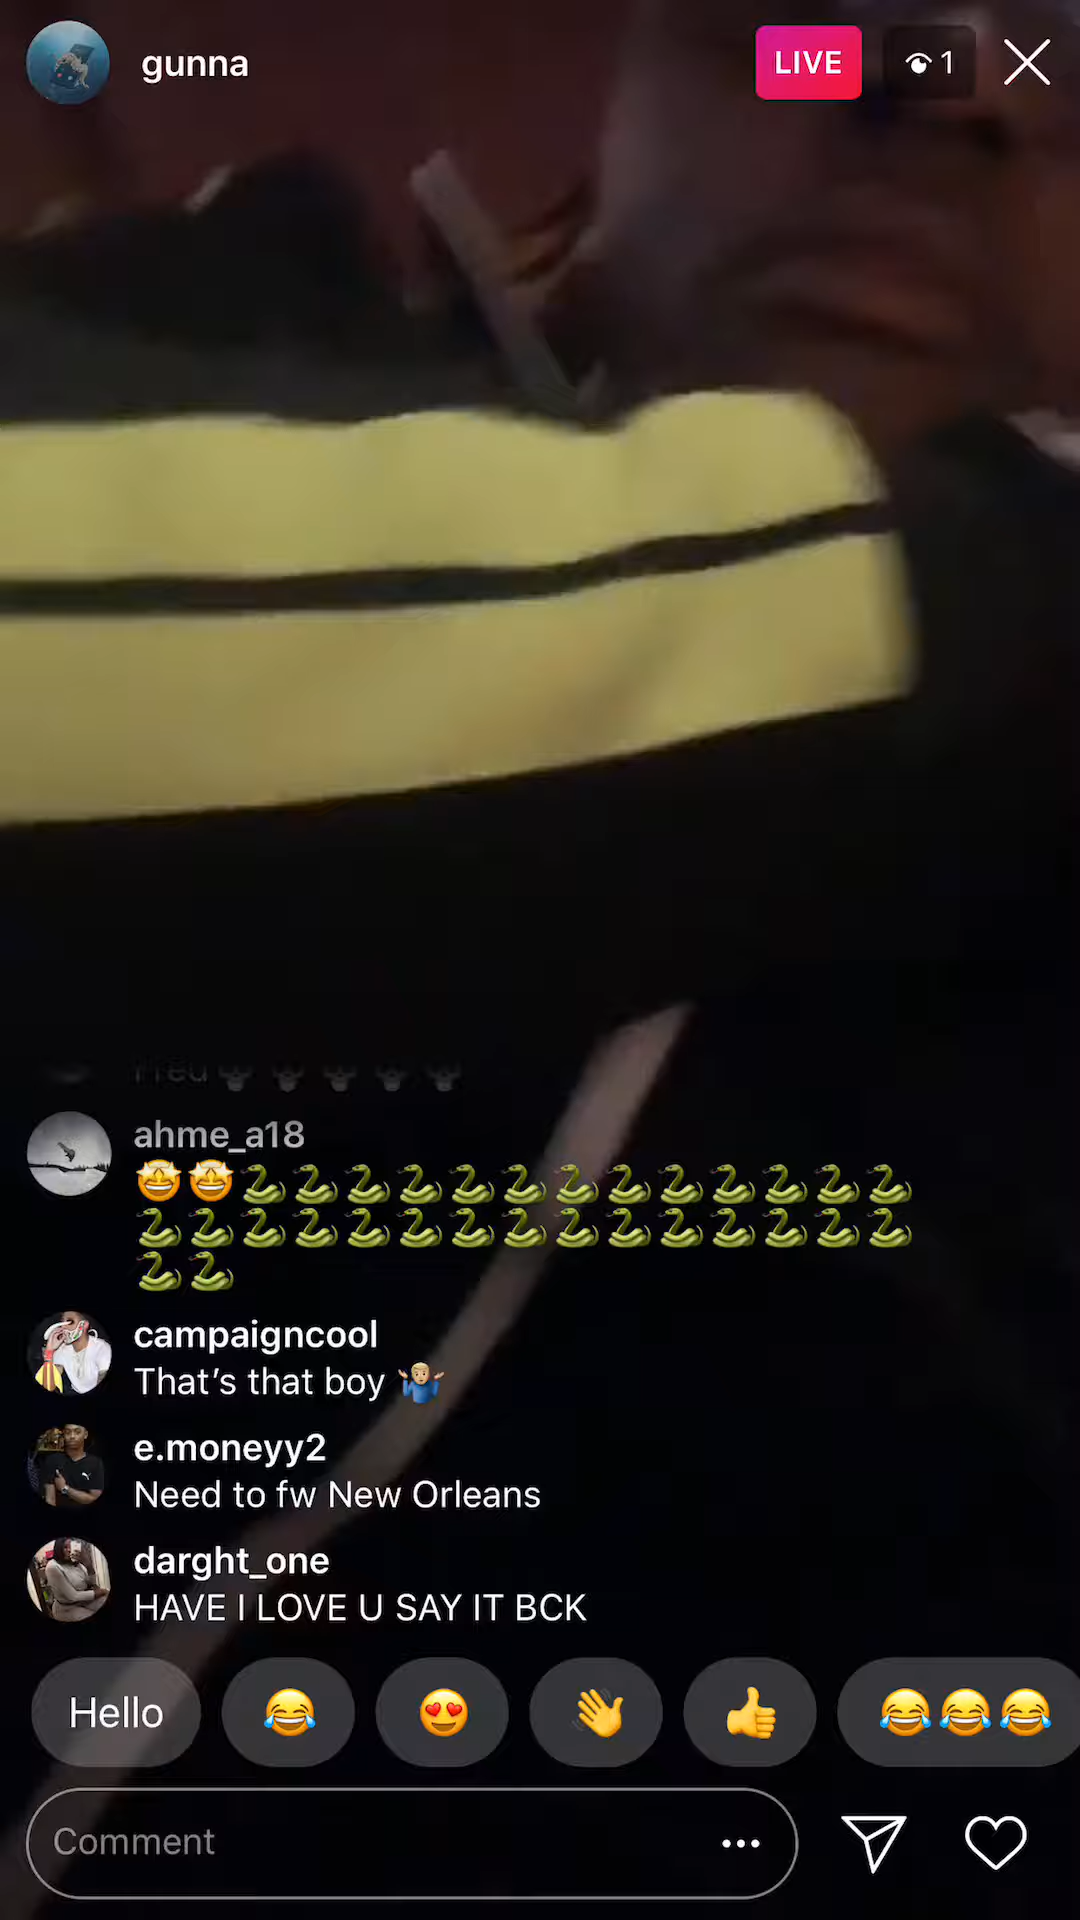 gunna
LIVE
1
ahme_a18
🤩🤩🐍🐍🐍🐍🐍🐍🐍🐍🐍🐍🐍🐍🐍
🐍🐍🐍🐍🐍🐍🐍🐍🐍🐍🐍🐍🐍🐍🐍
🐍🐍
campaigncool
That's that boy 🤷🏼‍♂️
e.moneyy2
Need to fw New Orleans
darght_one
HAVE I LOVE U SAY IT BCK
Hello 😂 😍 👋 👍 😂😂😂
Comment